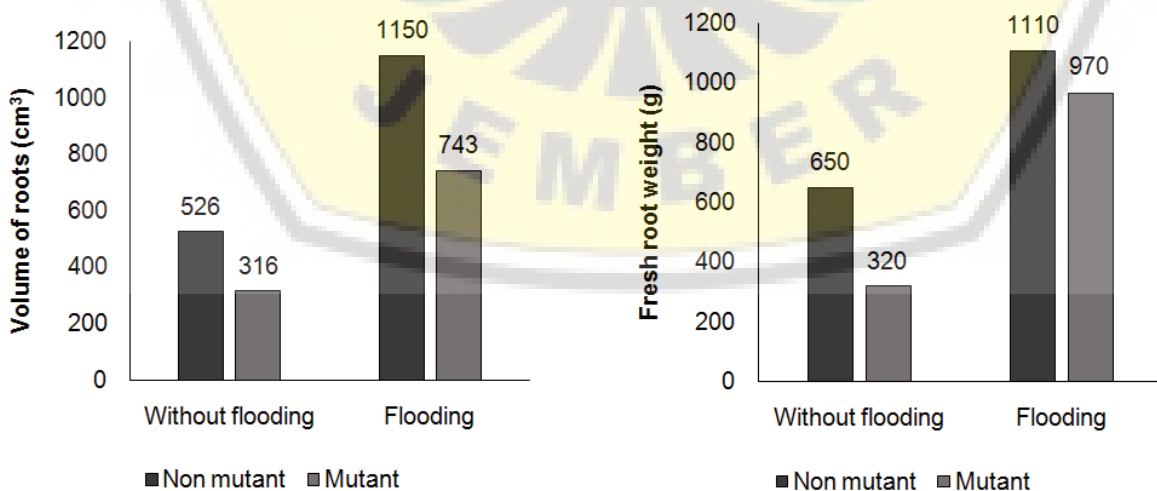 JEMBER
Volume of roots (cm³)
1200
1000
800
600
400
200
0
526
316
1150
743
Without flooding
Flooding
Non mutant
Mutant
Fresh root weight (g)
1200
1000
800
600
400
200
0
650
320
1110
970
Without flooding
Flooding
Non mutant
Mutant